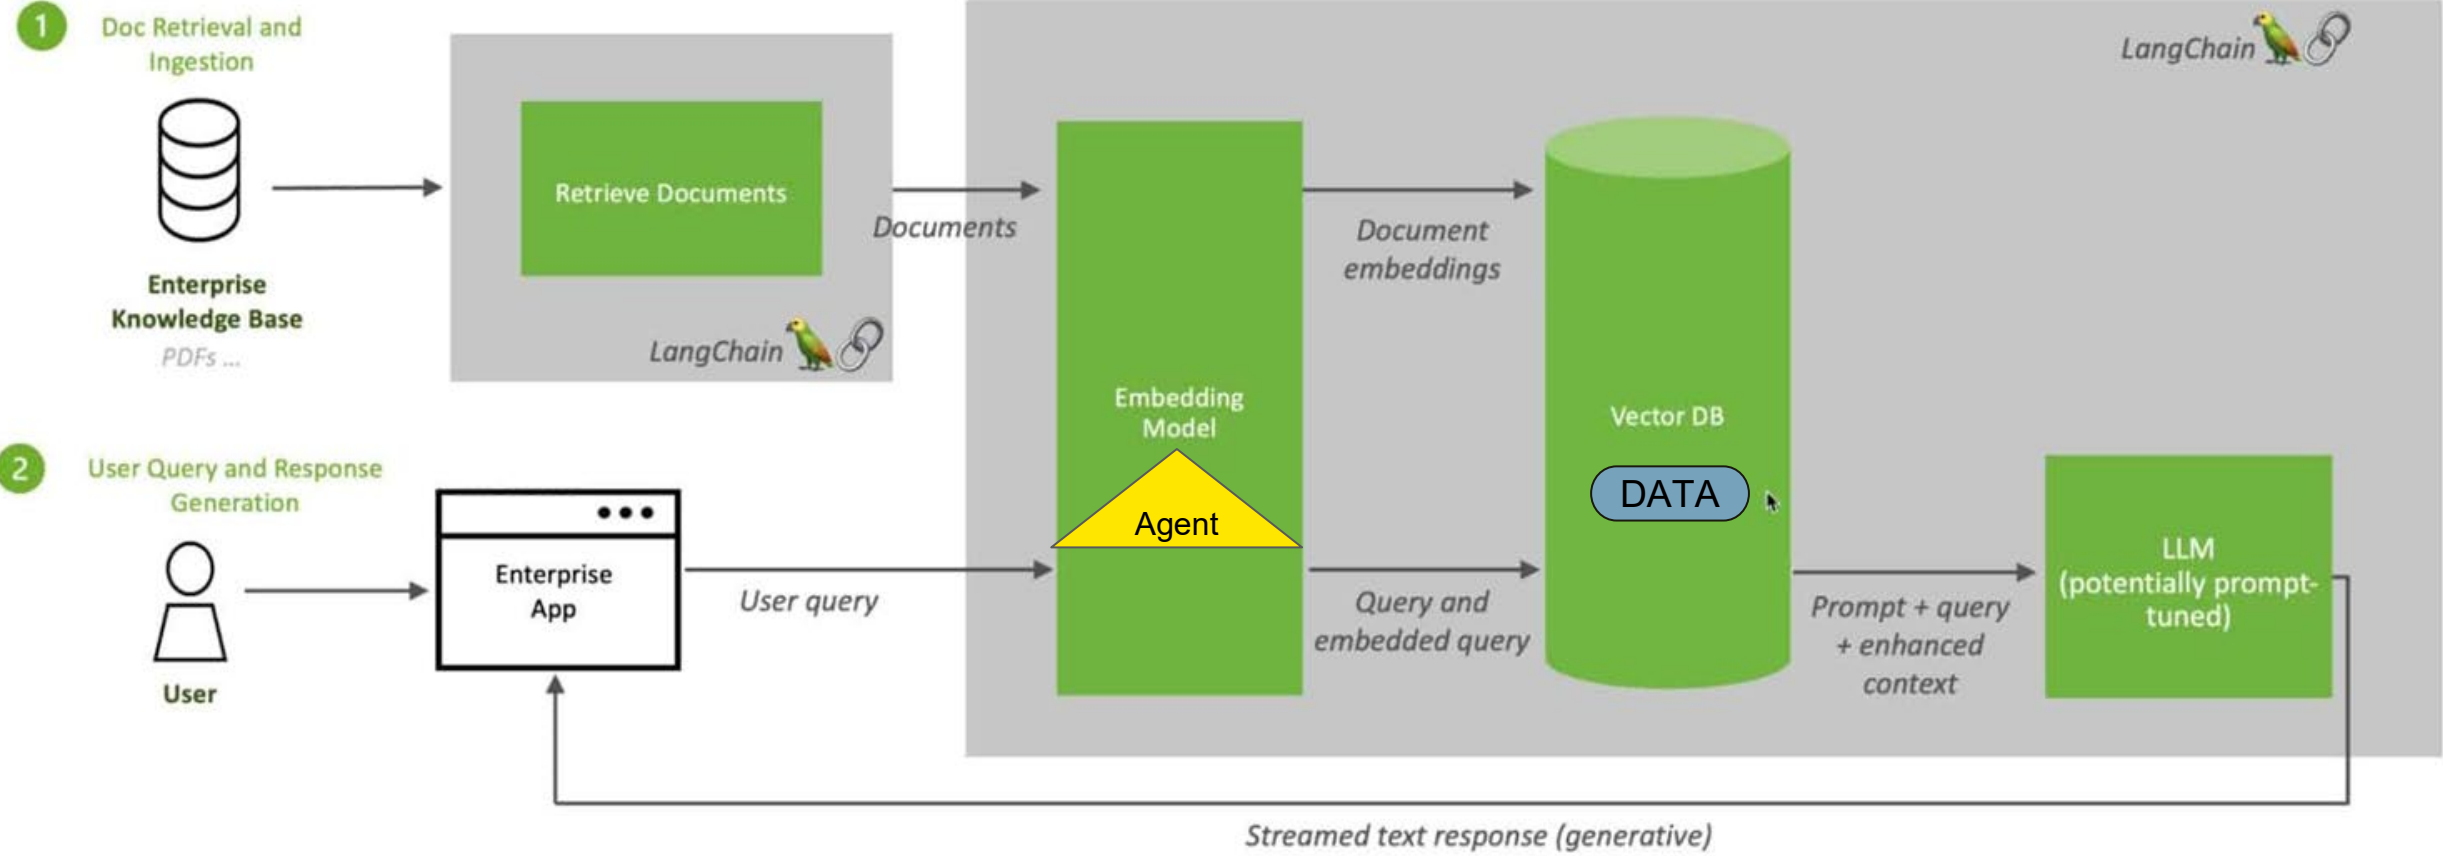 1
Doc Retrieval and
Ingestion
Enterprise
Knowledge Base
PDFs ...
Retrieve Documents
LangChain
Documents
LangChain
Embedding
Model
Agent
Document
embeddings
Vector DB
DATA
2
User Query and Response
Generation
User
Enterprise
App
User query
Query and
embedded query
Prompt + query
+ enhanced
context
LLM
(potentially prompt-
tuned)
Streamed text response (generative)